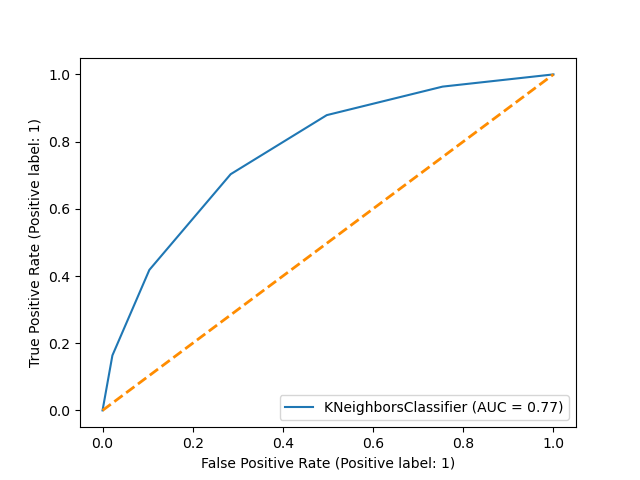 1.0
0.8
0.6
0.4
0.2
0.0
True Positive Rate (Positive label: 1)
KNeighborsClassifier (AUC = 0.77)
0.0 0.2 0.4 0.6 0.8 1.0
False Positive Rate (Positive label: 1)